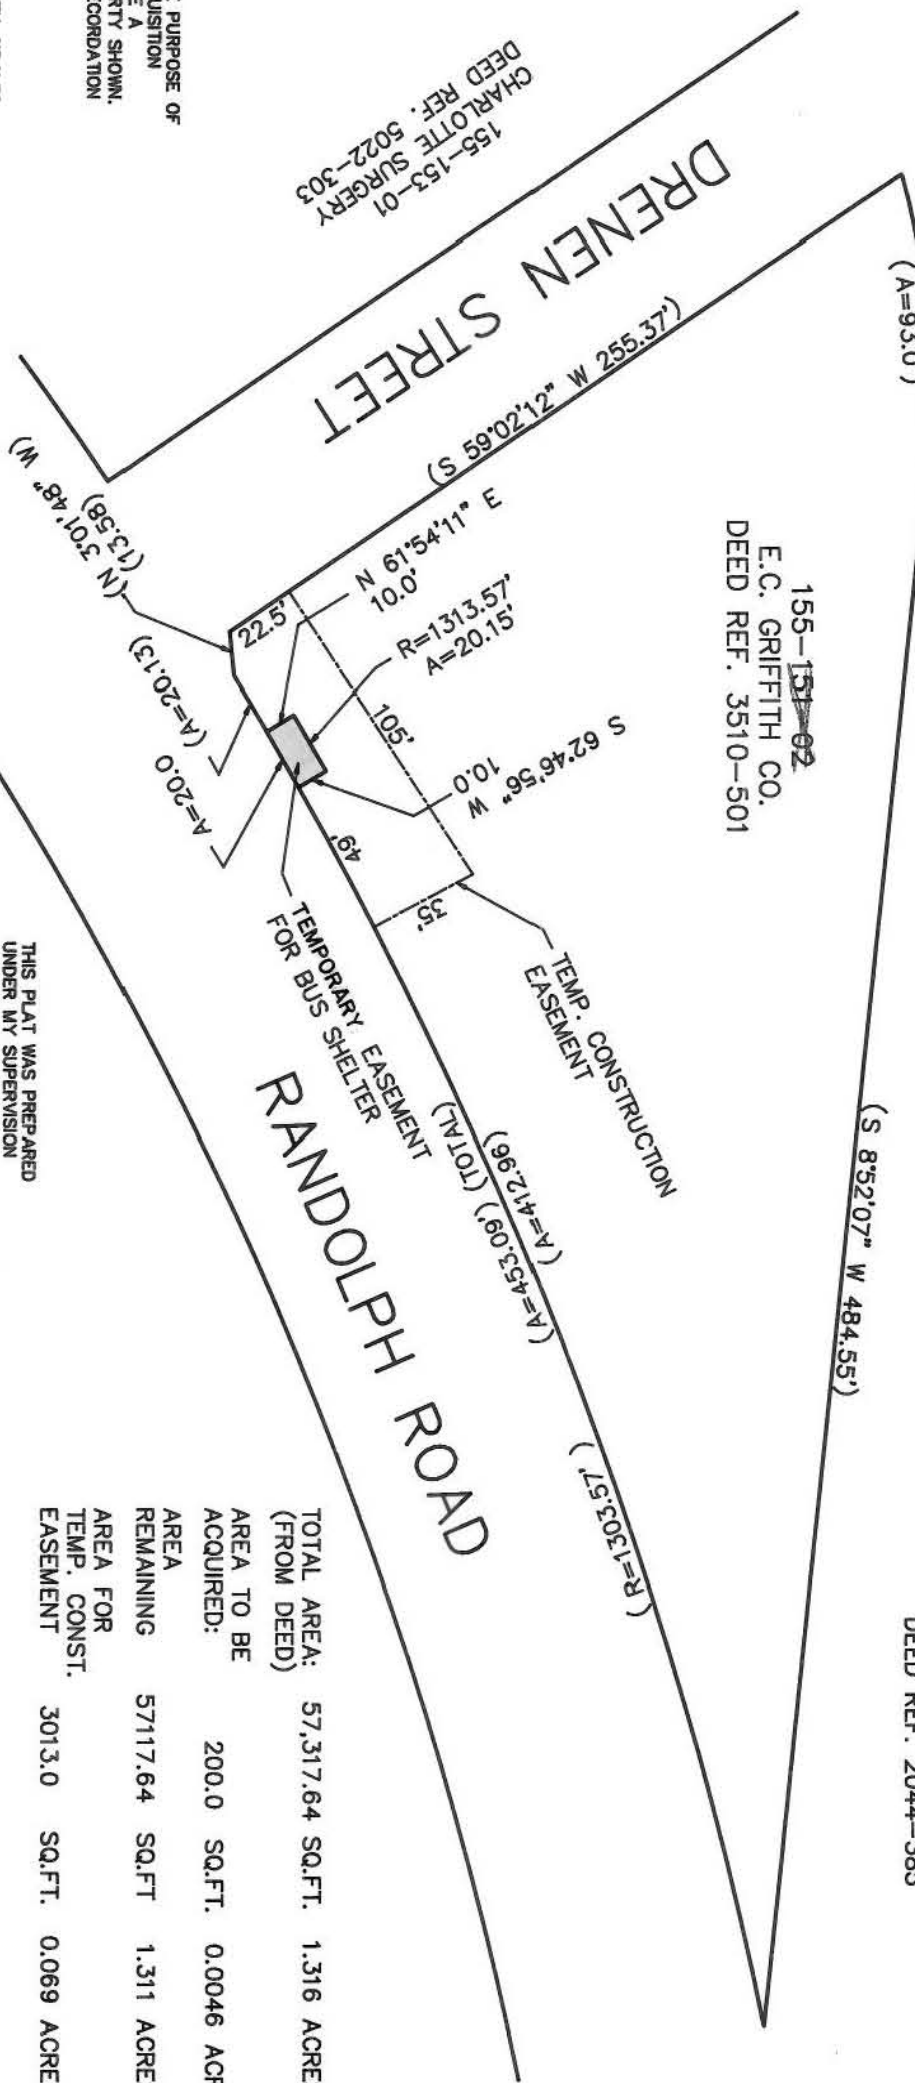 PURPOSE OF
A
SHOWN.
155-153-01
CHARLOTTE SURGERY
DEED REF. 5022-303
DRENEN STREET
(A=93.0')
(S 59°02'12" W 255.37')
155-151-02
E.C. GRIFFITH CO.
DEED REF. 3510-501
(N 3°01'48" W)
(13.58)
22.5'
N 61°54'11" E
10.0'
R=1313.57'
A=20.15'
105'
S 62°46'56" W
10.0
(A=20.13)
A=20.0
49'
35'
TEMP. CONSTRUCTION
EASEMENT
TEMPORARY EASEMENT
FOR BUS SHELTER
(A=412.96)
(A=453.09') (TOTAL)
(R=1303.57')
(S 8°52'07" W 484.55')
RANDOLPH ROAD
DEED REF. 2044-385
THIS PLAT WAS PREPARED
UNDER MY SUPERVISION
TOTAL AREA: 57,317.64 SQ.FT. 1.316 ACRE
(FROM DEED)
AREA TO BE
ACQUIRED: 200.0 SQ.FT. 0.0046
AREA
REMAINING 57117.64 SQ.FT 1.311 ACRE
AREA FOR
TEMP. CONST.
EASEMENT 3013.0 SQ.FT. 0.069 ACRE